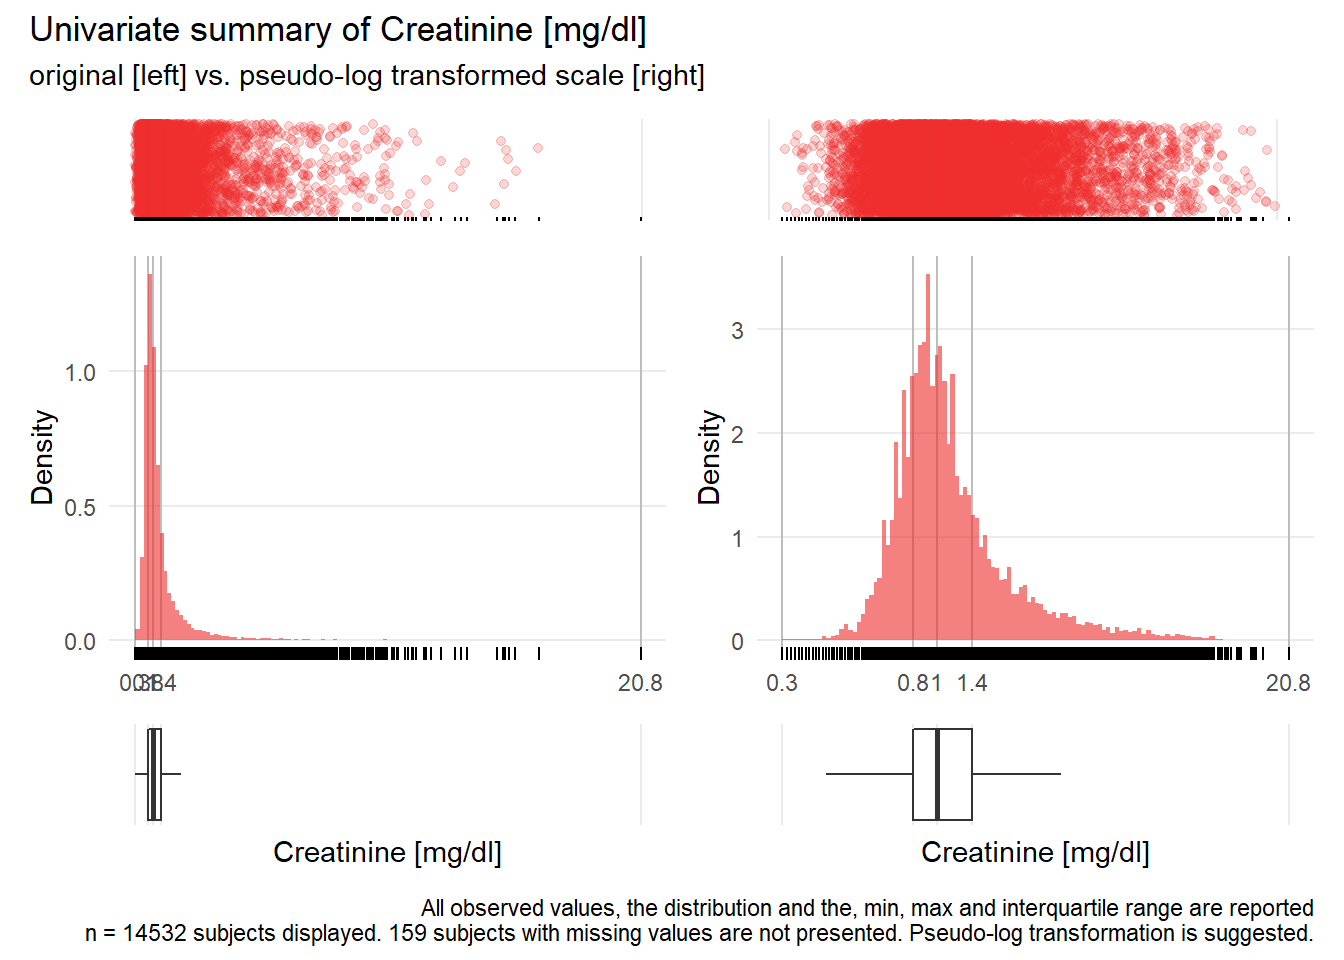 Univariate summary of Creatinine [mg/dl]
original [left] vs. pseudo-log transformed scale [right]
Density
1.0
0.5
0.0
20.8
Creatinine [mg/dl]
Density
3
2
1
0
0.3
0.81
1.4
20.8
Creatinine [mg/dl]
All observed values, the distribution and the, min, max and interquartile range are reported
n = 14532 subjects displayed. 159 subjects with missing values are not presented. Pseudo-log transformation is suggested.